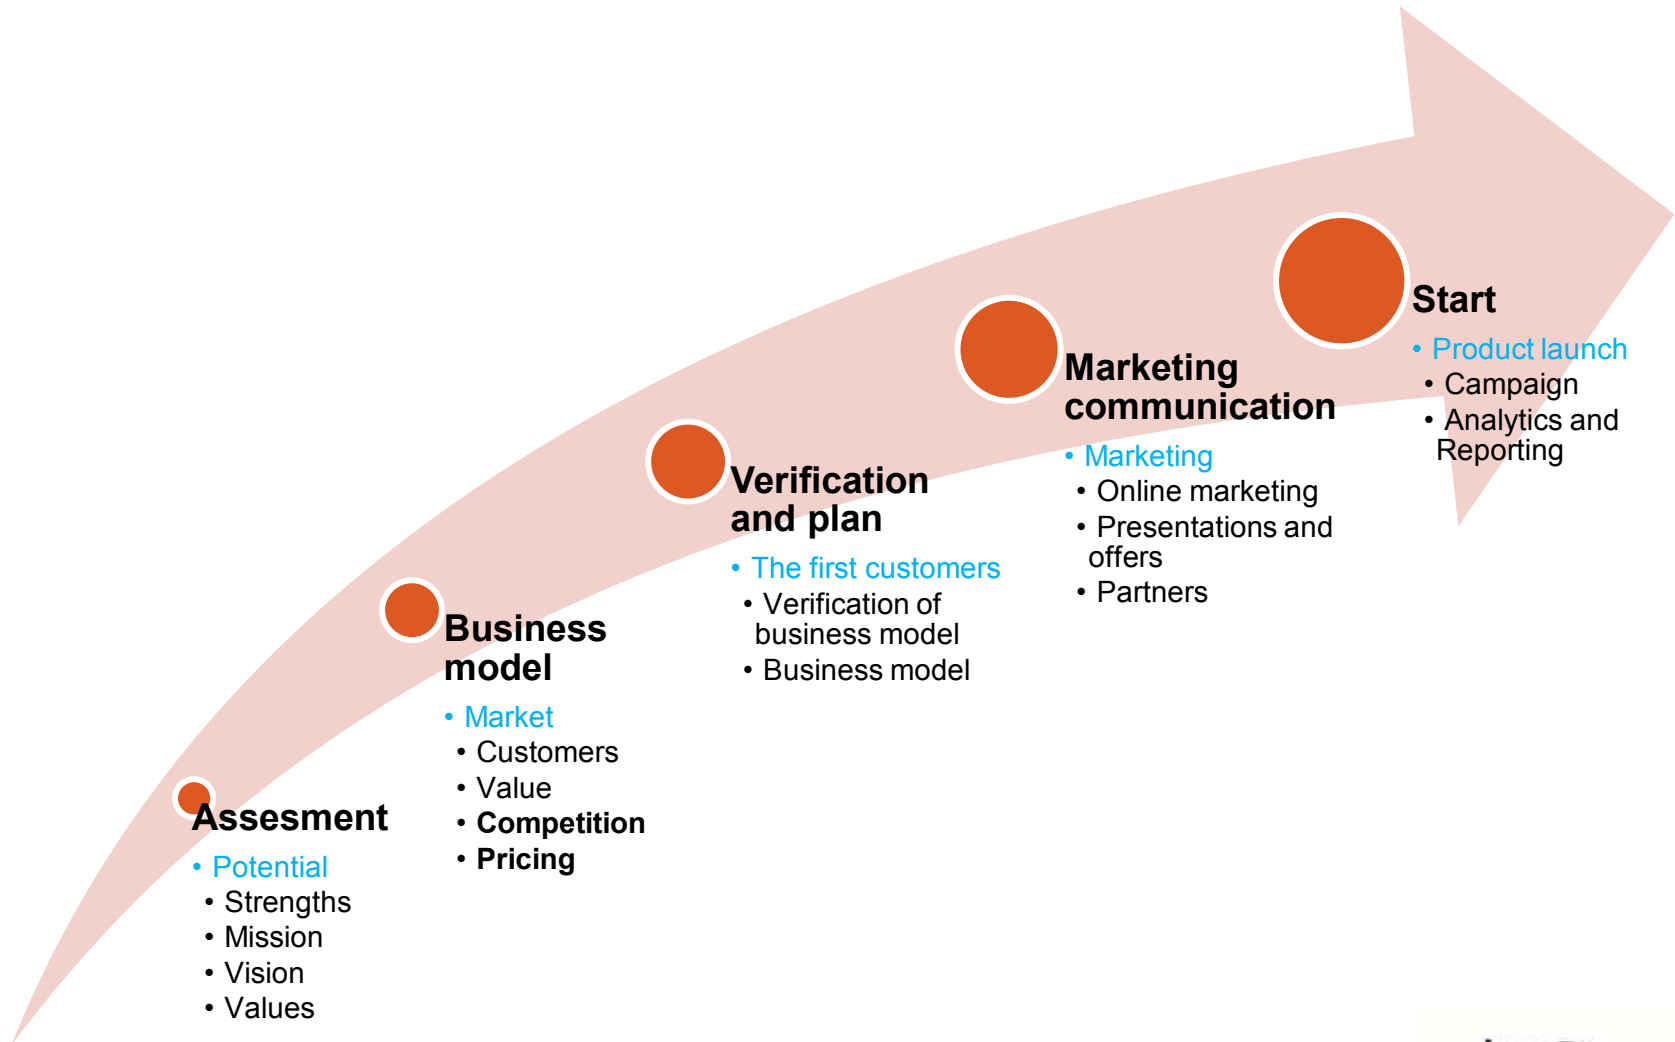 Assesment
• Potential
• Strengths
• Mission
• Vision
• Values
Business
model
• Market
• Customers
• Value
• Competition
• Pricing
Verification
and plan
• The first customers
• Verification of
business model
• Business model
Marketing
communication
• Marketing
• Online marketing
• Presentations and
offers
• Partners
Start
• Product launch
• Campaign
• Analytics and
Reporting